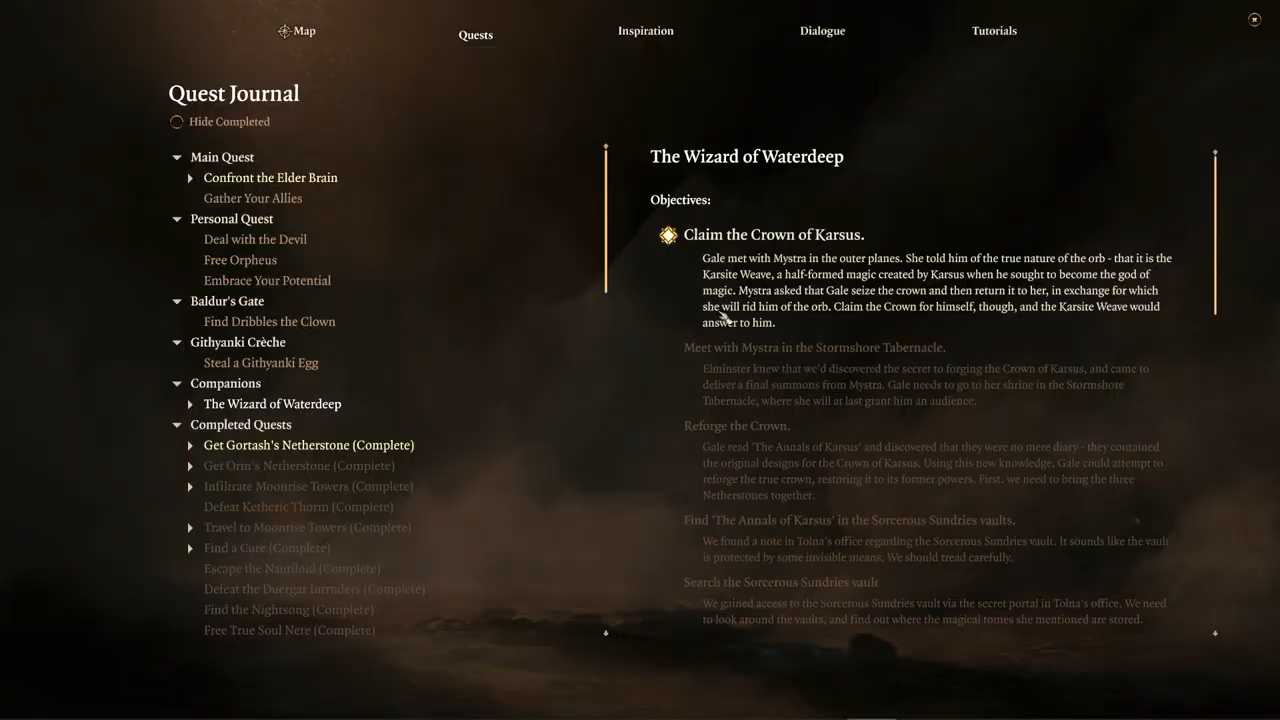 Map
Quests
Inspiration
Dialogue
Tutorials
Quest Journal
Hide Completed
Main Quest
Confront the Elder Brain
Gather Your Allies
Personal Quest
Deal with the Devil
Free Orpheus
Embrace Your Potential
Baldur's Gate
Find Dribbles the Clown
Githyanki Crèche
Steal a Githyanki Egg
Companions
The Wizard of Waterdeep
Completed Quests
Get Gortash's Netherstone (Complete)
Get Orin's Netherstone (Complete)
Infiltrate Moonrise Towers (Complete)
Defeat Ketheric Thorm (Complete)
Travel to Moonrise Towers (Complete)
Find a Cure (Complete)
Escape the Nautiloid (Complete)
Defeat the Duergar Intruders (Complete)
Find the Nightsong (Complete)
Free True Soul Nere (Complete)
The Wizard of Waterdeep
Objectives:
Claim the Crown of Karsus.
Gale met with Mystra in the outer planes. She told him of the true nature of the orb - that it is the
Karsite Weave, a half-formed magic created by Karsus when he sought to become the god of
magic. Mystra asked that Gale seize the crown and then return it to her, in exchange for which
she will rid him of the orb. Claim the Crown for himself, though, and the Karsite Weave would
answer to him.
Meet with Mystra in the Stormshore Tabernacle.
Elminster knew that we'd discovered the secret to forging the Crown of Karsus, and came to
deliver a final summons from Mystra. Gale needs to go to her shrine in the Stormshore
Tabernacle, where she will at last grant him an audience.
Reforge the Crown.
Gale read 'The Annals of Karsus' and discovered that they were no mere diary - they contained
the original designs for the Crown of Karsus. Using this new knowledge, Gale could attempt to
reforge the true crown, restoring it to its former powers. First, we need to bring the three
Netherstones together.
Find 'The Annals of Karsus' in the Sorcerous Sundries vaults.
We found a note in Tolna's office regarding the Sorcerous Sundries vault. It sounds like the vault
is protected by some invisible means. We should tread carefully.
Search the Sorcerous Sundries vault
We gained access to the Sorcerous Sundries vault via the secret portal in Tolna's office. We need
to look around the vaults, and find out where the magical tomes she mentioned are stored.